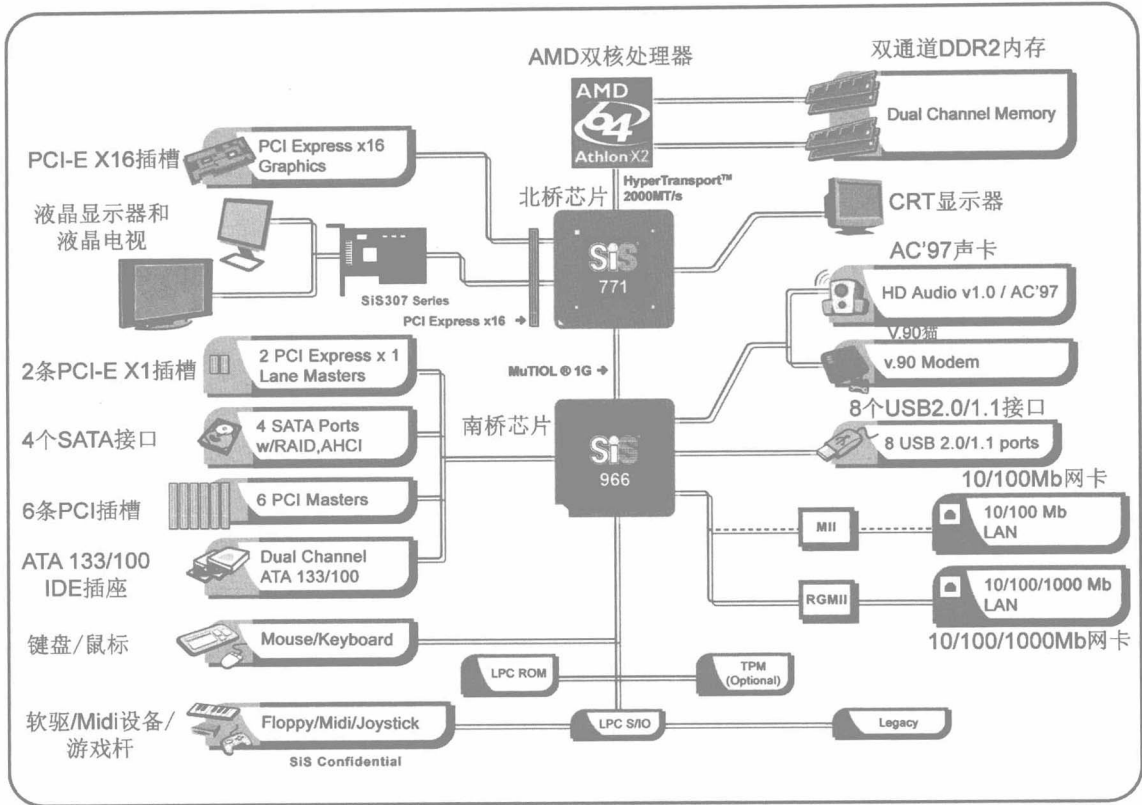 AMD双核处理器
双通道DDR2内存
AMD
64
Athlon X2
Dual Channel Memory
PCI-E X16插槽
PCI Express x16
Graphics
HyperTransport™
2000MT/s
北桥芯片
液晶显示器和
液晶电视
SiS307 Series
PCI Express x16 →
SiS
771
CRT显示器
AC'97声卡
HD Audio v1.0 / AC'97
V.90猫
v.90 Modem
MuTIOL ® 1G →
2条PCI-E X1插槽
2 PCI Express x 1
Lane Masters
4个SATA接口
4 SATA Ports
w/RAID,AHCI
南桥芯片
SiS
966
8个USB2.0/1.1接口
8 USB 2.0/1.1 ports
6条PCI插槽
6 PCI Masters
10/100Mb网卡
MII
10/100 Mb
LAN
ATA 133/100
IDE插座
Dual Channel
ATA 133/100
RGMII
10/100/1000 Mb
LAN
10/100/1000Mb网卡
键盘/鼠标
Mouse/Keyboard
LPC ROM
TPM
(Optional)
软驱/Midi设备/
游戏杆
Floppy/Midi/Joystick
LPC S/IO
Legacy
SiS Confidential